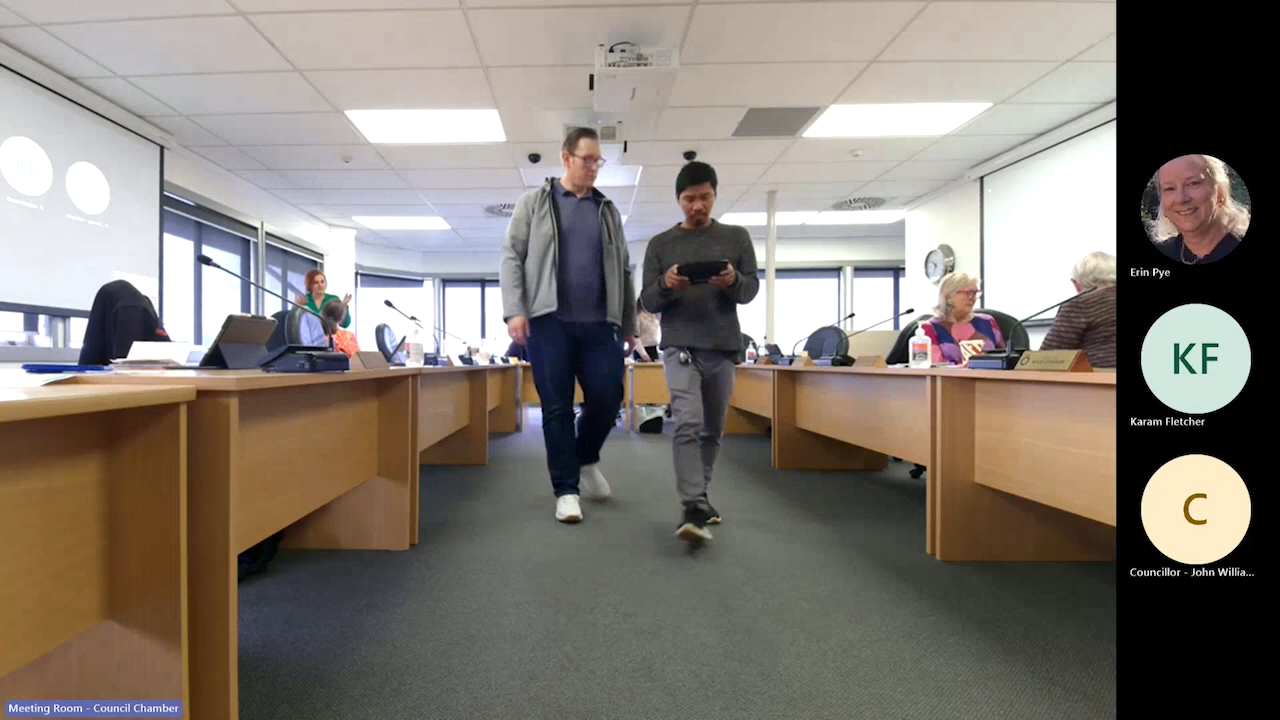 Erin Pye
KF
Karam Fletcher
C
Councillor - John Willia...
Meeting Room - Council Chamber